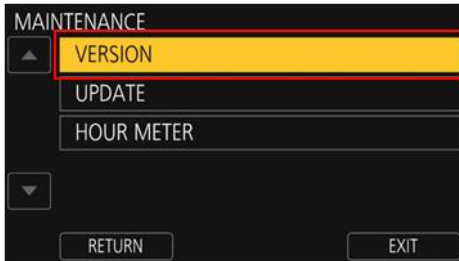 MAINTENANCE
VERSION
UPDATE
HOUR METER
RETURN EXIT